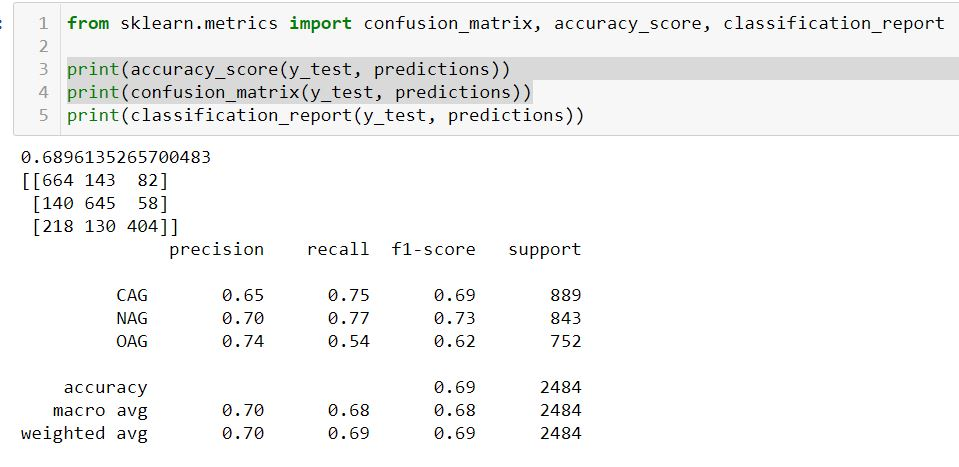 1 from sklearn.metrics import confusion_matrix, accuracy_score, classification_report
2
3 print(accuracy_score(y_test, predictions))
4 print(confusion_matrix(y_test, predictions))
5 print(classification_report(y_test, predictions))
0.6896135265700483
[[664 143  82]
 [140 645  58]
 [218 130 404]]
              precision    recall  f1-score   support

         CAG       0.65      0.75      0.69       889
         NAG       0.70      0.77      0.73       843
         OAG       0.74      0.54      0.62       752

    accuracy                           0.69      2484
   macro avg       0.70      0.68      0.68      2484
weighted avg       0.70      0.69      0.69      2484